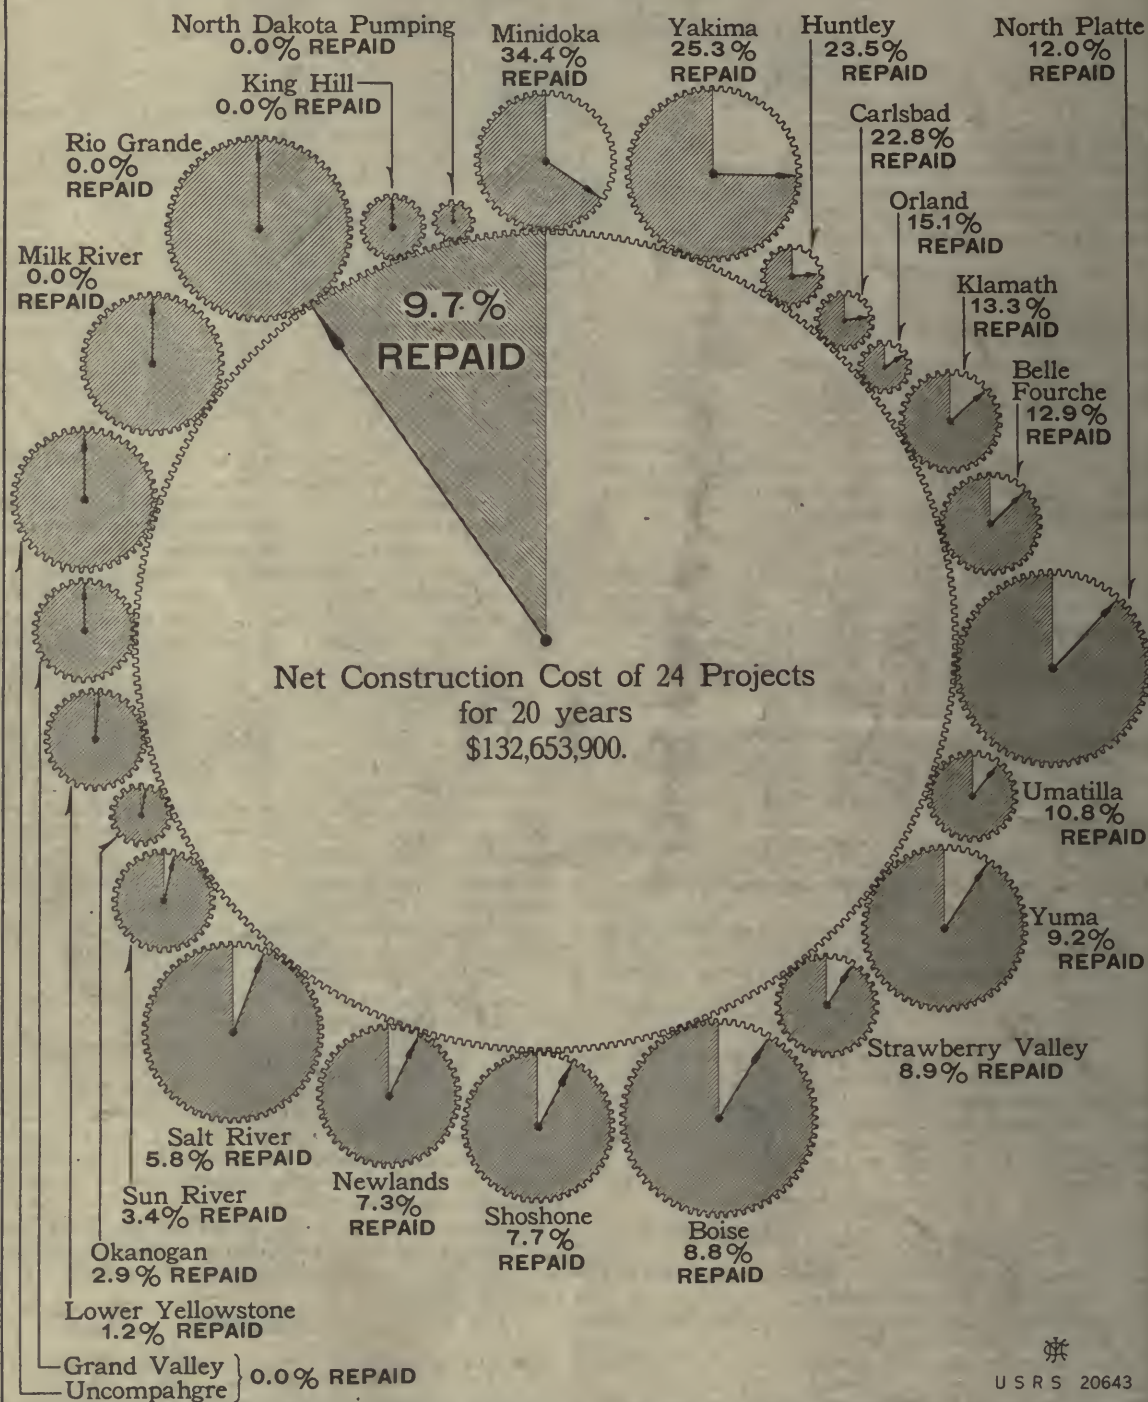 North Dakota Pumping
0.0% REPAID
King Hill
0.0% REPAID
Rio Grande
0.0%
REPAID
Milk River
0.0%
REPAID
Minidoka
34.4%
REPAID
Yakima
25.3%
REPAID
Huntley
23.5%
REPAID
North Platte
12.0%
REPAID
Carlsbad
22.8%
REPAID
Orland
15.1%
REPAID
Klamath
13.3%
REPAID
Belle
Fourche
12.9%
REPAID
9.7%
REPAID
Net Construction Cost of 24 Projects
for 20 years
$132,653,900.
Umatilla
10.8%
REPAID
Yuma
9.2%
REPAID
Strawberry Valley
8.9% REPAID
Boise
8.8%
REPAID
Shoshone
7.7%
REPAID
Newlands
7.3%
REPAID
Salt River
5.8% REPAID
Sun River
3.4% REPAID
Okanogan
2.9% REPAID
Lower Yellowstone
1.2% REPAID
Grand Valley
Uncompahgre
0.0% REPAID
U S R S 20643